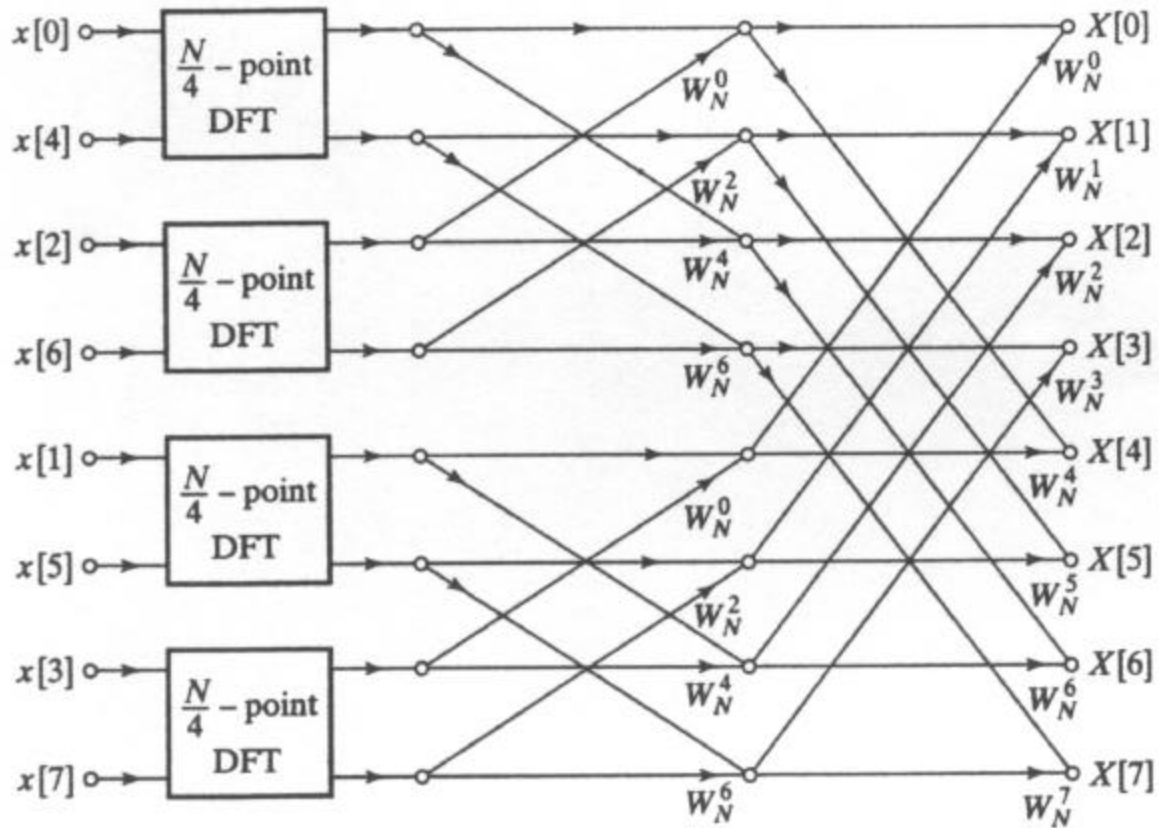 x[0]
N/4 – point
DFT
x[4]
x[2]
N/4 – point
DFT
x[6]
x[1]
N/4 – point
DFT
x[5]
x[3]
N/4 – point
DFT
x[7]
W_N^0
W_N^2
W_N^4
W_N^6
W_N^0
W_N^2
W_N^4
W_N^6
X[0]
W_N^0
X[1]
W_N^1
X[2]
W_N^2
X[3]
W_N^3
X[4]
W_N^4
X[5]
W_N^5
X[6]
W_N^6
X[7]
W_N^7